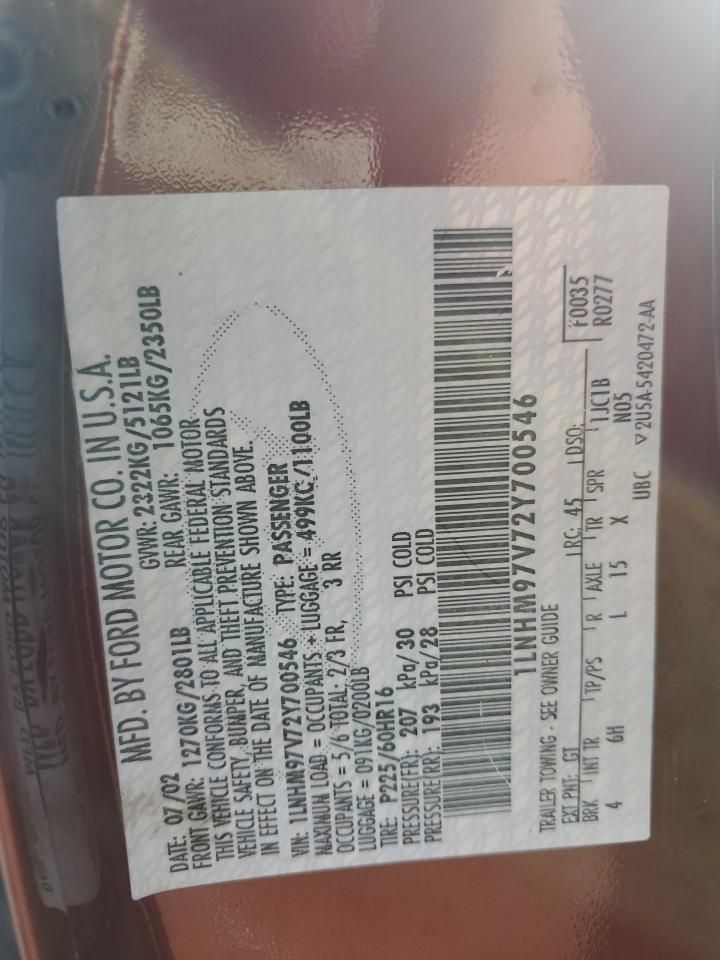 MFD. BY FORD MOTOR CO. IN U.S.A.
DATE: 07/02 GVWR: 2322KG/5121LB
FRONT GAWR: 1270KG/2801LB REAR GAWR: 1065KG/2350LB
THIS VEHICLE CONFORMS TO ALL APPLICABLE FEDERAL MOTOR
VEHICLE SAFETY, BUMPER, AND THEFT PREVENTION STANDARDS
IN EFFECT ON THE DATE OF MANUFACTURE SHOWN ABOVE.
VIN: 1LNHM97V72Y700546 TYPE: PASSENGER
MAXIMUM LOAD = OCCUPANTS + LUGGAGE = 499KG/1100LB
OCCUPANTS = 5/6 TOTAL: 2/3 FR, 3 RR
LUGGAGE = 091KG/0200LB
TIRE: P225/60HR16
PRESSURE(FR): 207 kPa/30 PSI COLD
PRESSURE(RR): 193 kPa/28 PSI COLD
1LNHM97V72Y700546
TRAILER TOWING - SEE OWNER GUIDE
EXT PNT: GT RC: 45 DSO: F0035
BRK INT TR TP/PS R AXLE TR SPR 1JC1B R0277
4 6H L 15 X N05
UBC ▽2U5A-5420472-AA